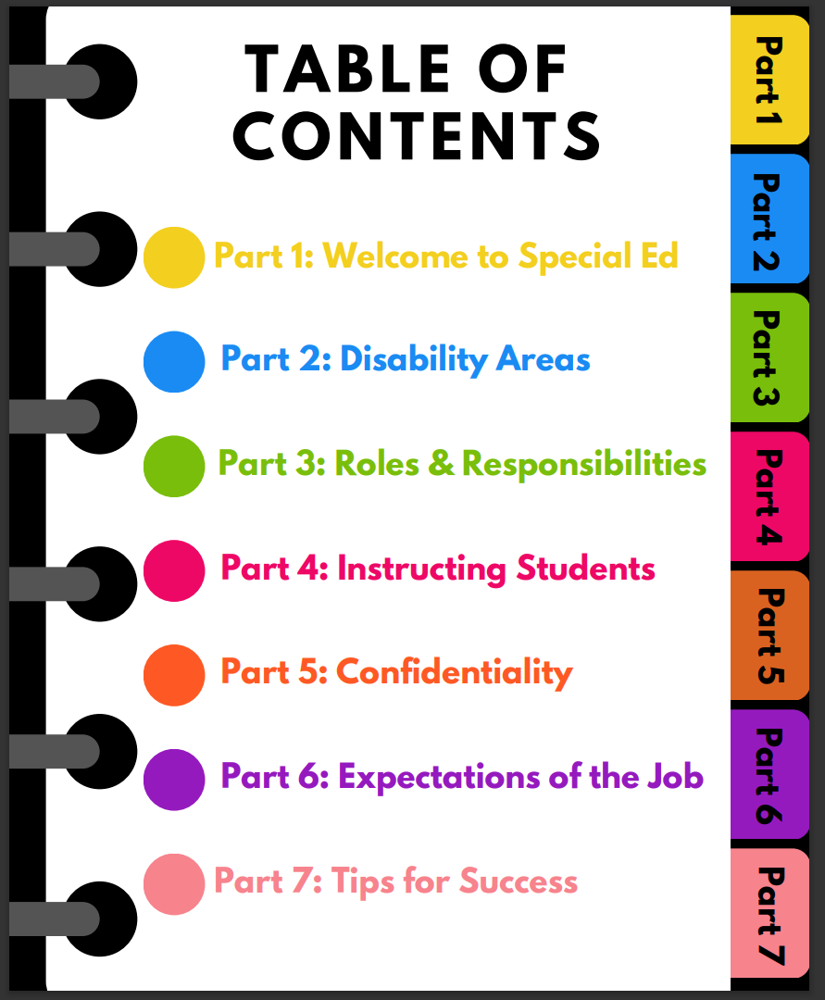 TABLE OF
CONTENTS
Part 1: Welcome to Special Ed
Part 2: Disability Areas
Part 3: Roles & Responsibilities
Part 4: Instructing Students
Part 5: Confidentiality
Part 6: Expectations of the Job
Part 7: Tips for Success
Part 1
Part 2
Part 3
Part 4
Part 5
Part 6
Part 7